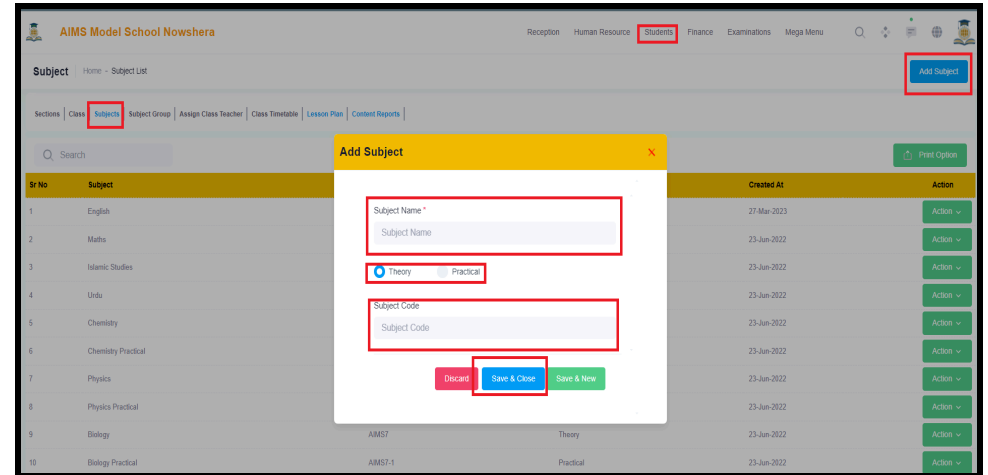 AIMS Model School Nowshera
Reception Human Resource Students Finance Examinations Mega Menu
Subject Home - Subject List
Add Subject
Sections Class Subjects Subject Group Assign Class Teacher Class Timetable Lesson Plan Content Reports
Search
Print Option
Add Subject X
Sr No Subject Created At Action
Subject Name *
Subject Name
Theory Practical
Subject Code
Subject Code
Discard Save & Close Save & New
1 English 27-Mar-2023 Action
2 Maths 23-Jun-2022 Action
3 Islamic Studies 23-Jun-2022 Action
4 Urdu 23-Jun-2022 Action
5 Chemistry 23-Jun-2022 Action
6 Chemistry Practical 23-Jun-2022 Action
7 Physics 23-Jun-2022 Action
8 Physics Practical 23-Jun-2022 Action
9 Biology AIMS7 Theory 23-Jun-2022 Action
10 Biology Practical AIMS7-1 Practical 23-Jun-2022 Action